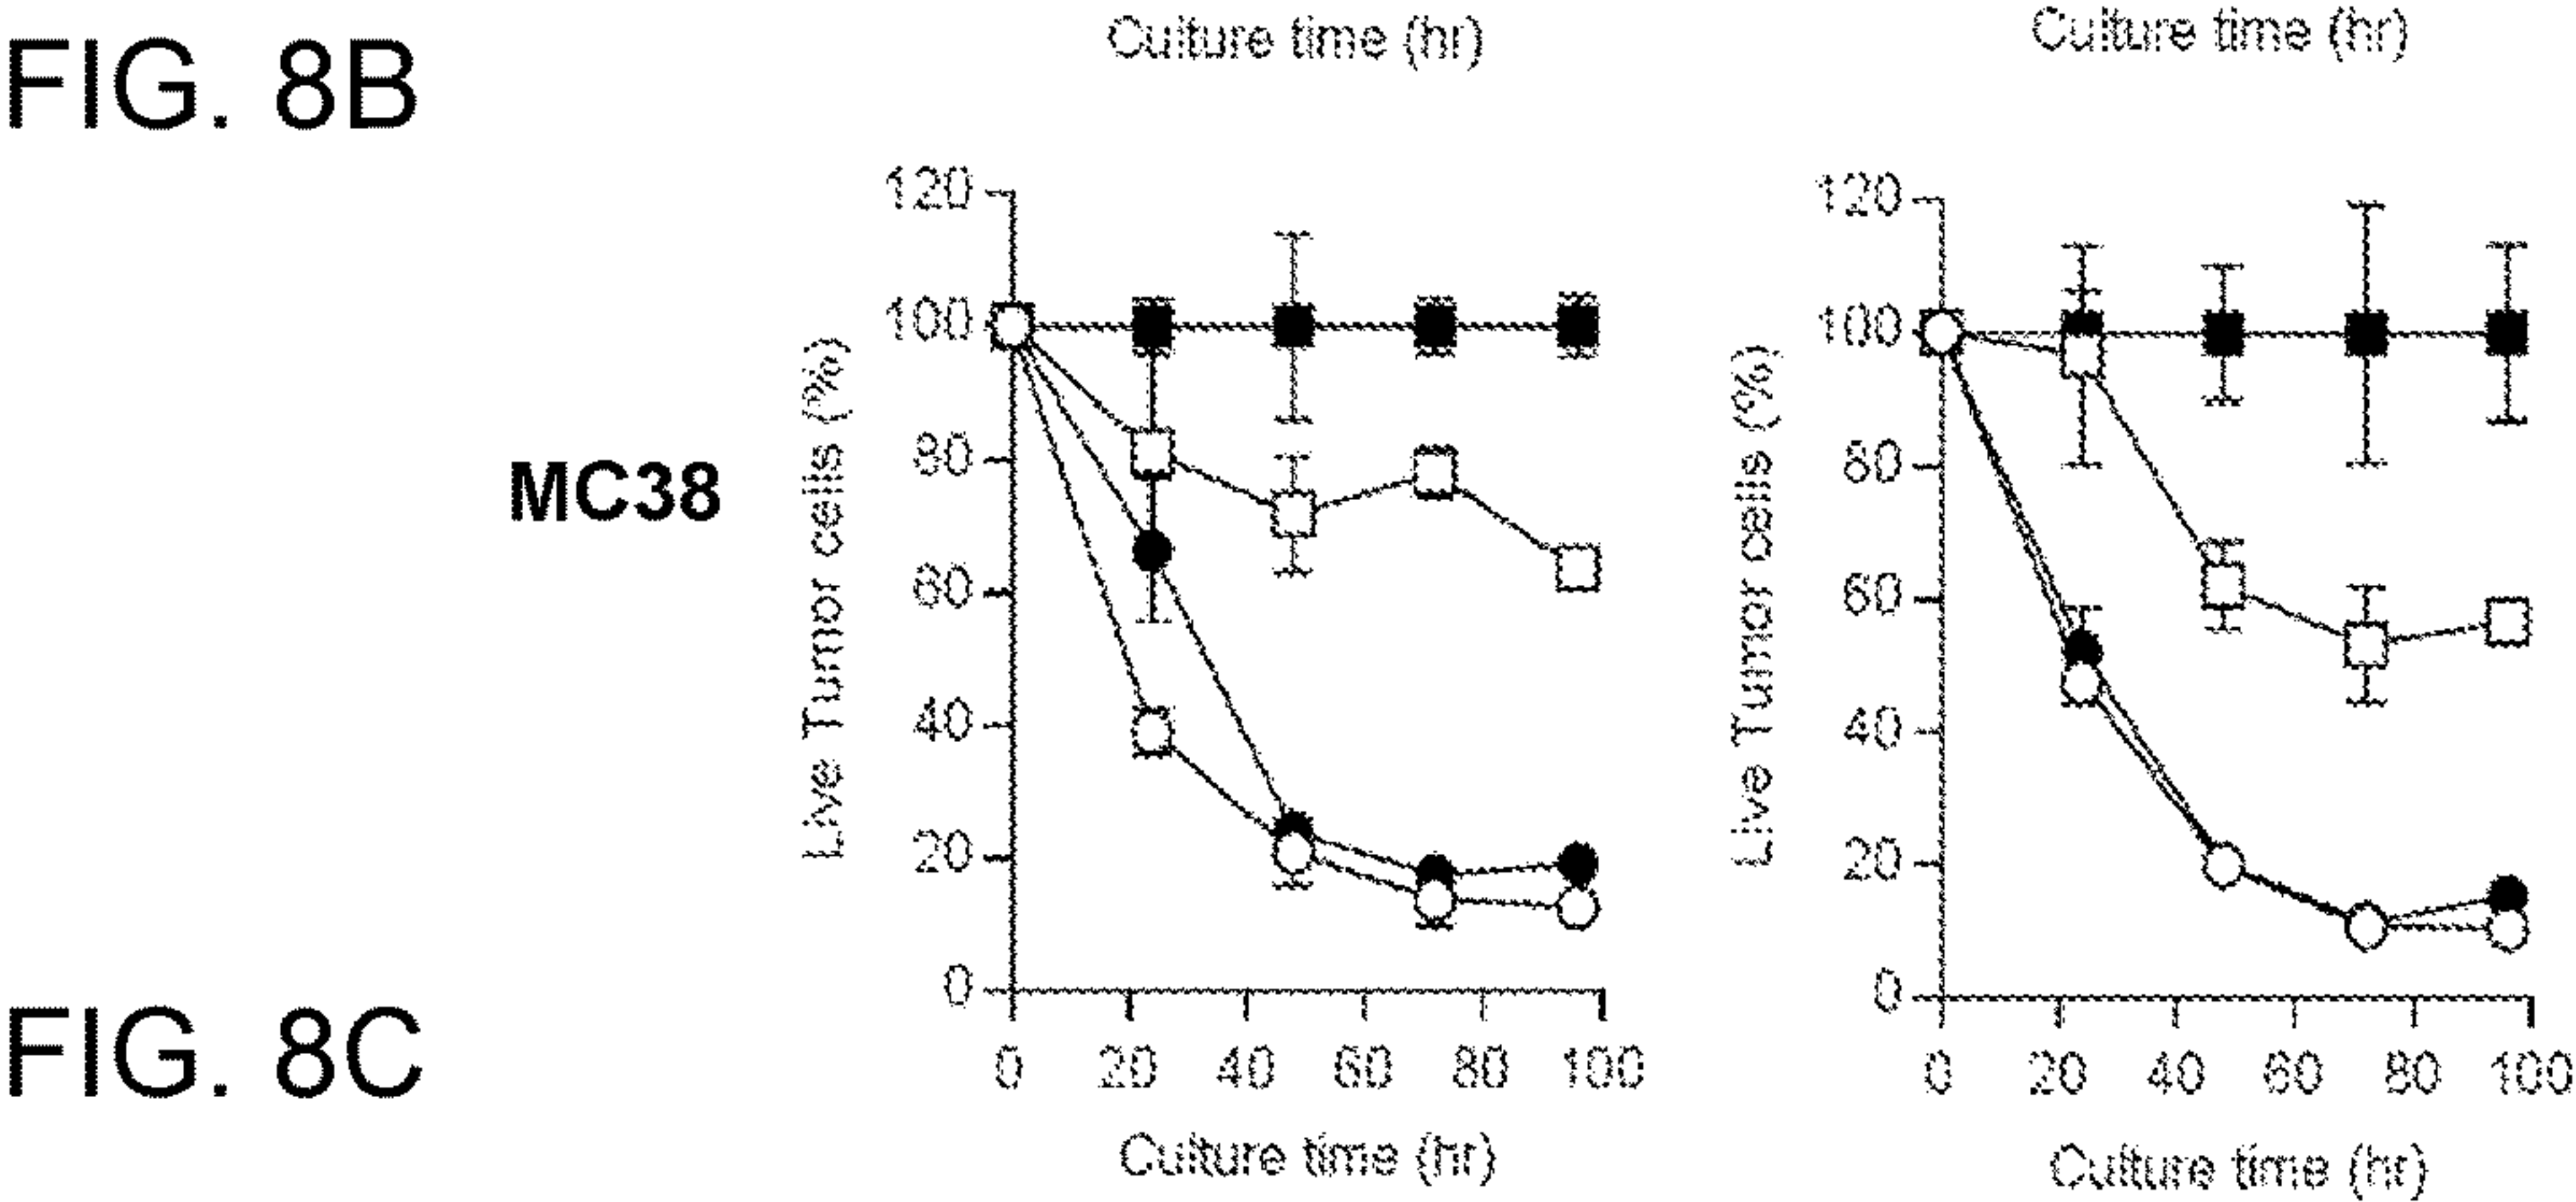 FIG. 8B
Culture time (hr)
Culture time (hr)
MC38
Live Tumor cells (%)
120
100
80
60
40
20
0
0 20 40 60 80 100
Culture time (hr)
Live Tumor cells (%)
120
100
80
60
40
20
0
0 20 40 60 80 100
Culture time (hr)
FIG. 8C